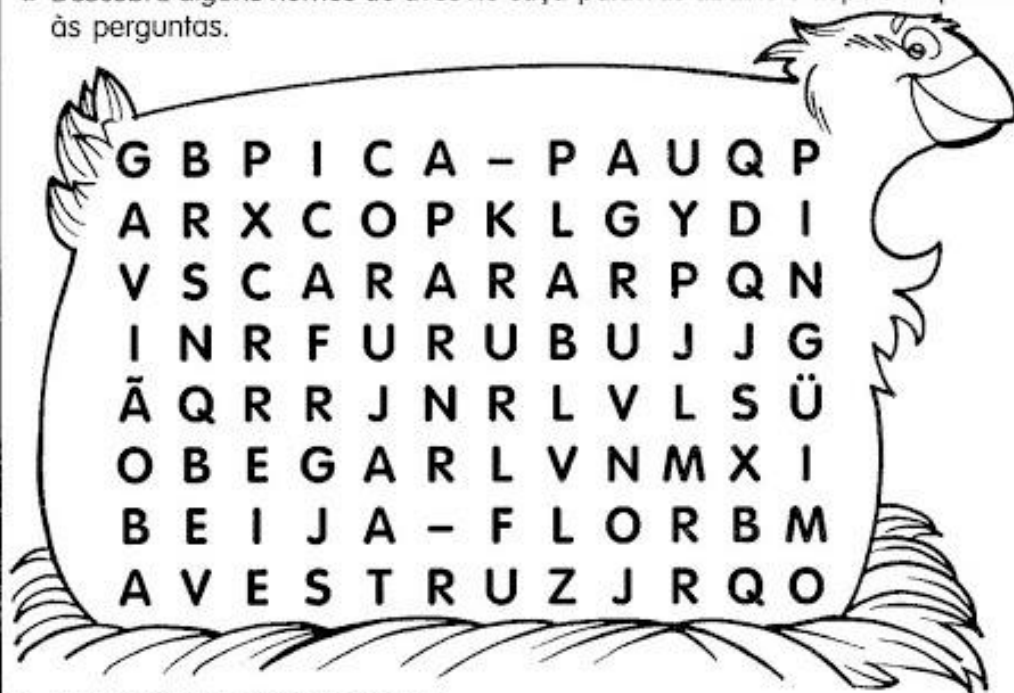 às perguntas.
G B P I C A – P A U Q P
A R X C O P K L G Y D I
V S C A R A R A R P Q N
I N R F U R U B U J J G
Ã Q R R J N R L V L S Ü
O B E G A R L V N M X I
B E I J A – F L O R B M
A V E S T R U Z J R Q O